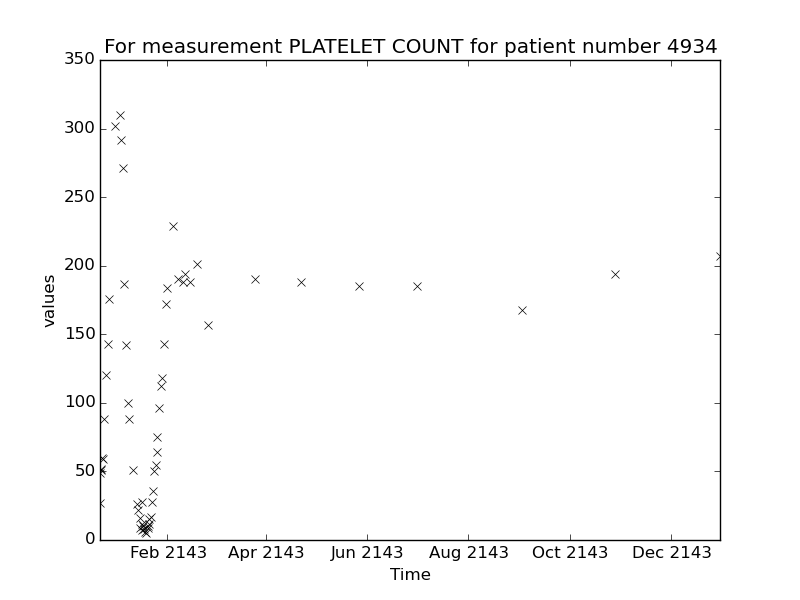 For measurement PLATELET COUNT for patient number 4934
350
300
250
200
150
100
50
0
values
Feb 2143 Apr 2143 Jun 2143 Aug 2143 Oct 2143 Dec 2143
Time